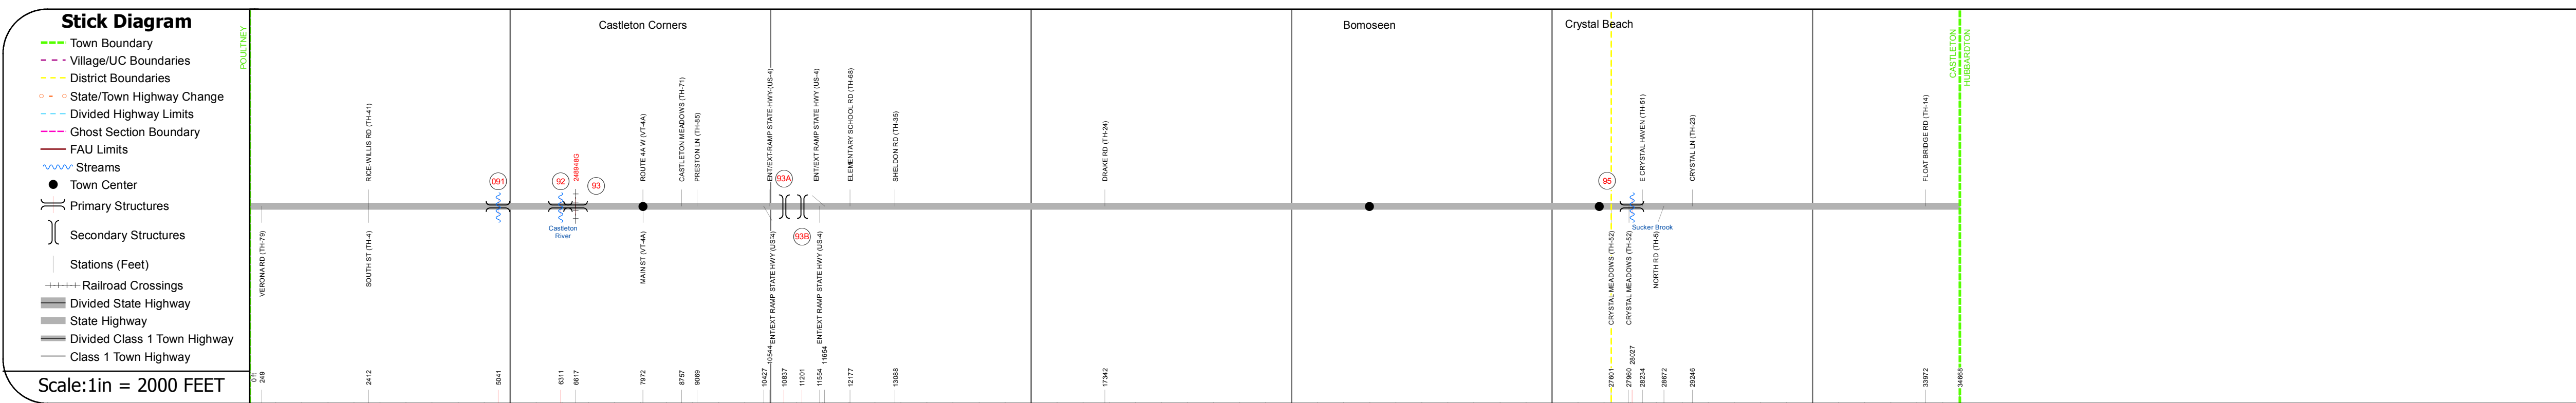 Stick Diagram
Town Boundary
Village/UC Boundaries
District Boundaries
State/Town Highway Change
Divided Highway Limits
Ghost Section Boundary
FAU Limits
Streams
Town Center
Primary Structures
Secondary Structures
Stations (Feet)
Railroad Crossings
Divided State Highway
State Highway
Divided Class 1 Town Highway
Class 1 Town Highway
Scale:1in = 2000 FEET
POULTNEY
Castleton Corners
Bomoseen
Crystal Beach
CASTLETON
HUBBARDTON
RICE-WILLIS RD (TH-41)
091
92
248948G
93
ROUTE 4A W (VT-4A)
CASTLETON MEADOWS (TH-71)
PRESTON LN (TH-85)
ENT/EXT-RAMP STATE HWY-(US-4)
93A
ENT/EXT RAMP STATE HWY (US-4)
ELEMENTARY SCHOOL RD (TH-68)
SHELDON RD (TH-35)
DRAKE RD (TH-24)
95
E CRYSTAL HAVEN (TH-51)
CRYSTAL LN (TH-23)
FLOAT BRIDGE RD (TH-14)
VERONA RD (TH-79)
SOUTH ST (TH-4)
Castleton
River
MAIN ST (VT-4A)
ENT/EXT RAMP STATE HWY (US-4)
93B
ENT/EXT RAMP STATE HWY (US-4)
CRYSTAL MEADOWS (TH-52)
CRYSTAL MEADOWS (TH-52)
Sucker Brook
NORTH RD (TH-5)
0 ft
249
2412
5041
6311
6617
7972
8757
9069
10427
10544
10837
11201
11554
11654
12177
13088
17342
27601
27960
28027
28234
28672
29246
33972
34668